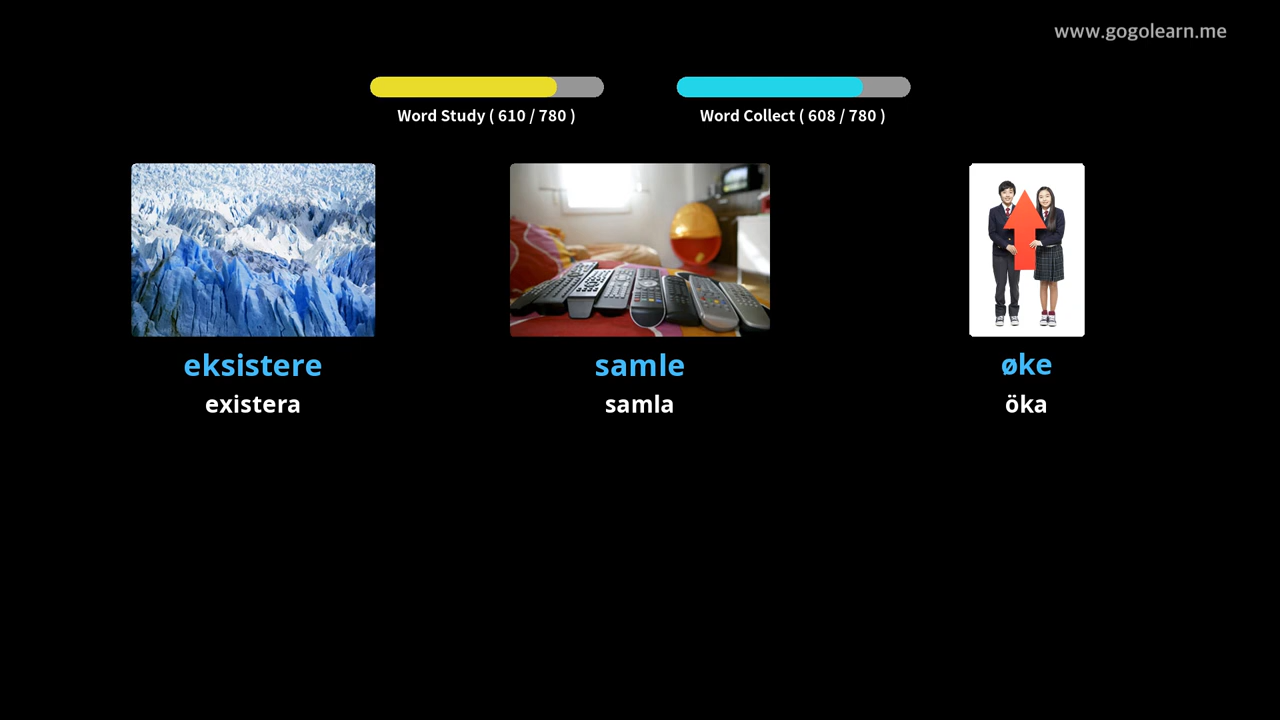 www.gogolearn.me
Word Study ( 610 / 780 )
Word Collect ( 608 / 780 )
eksistere
existera
samle
samla
øke
öka